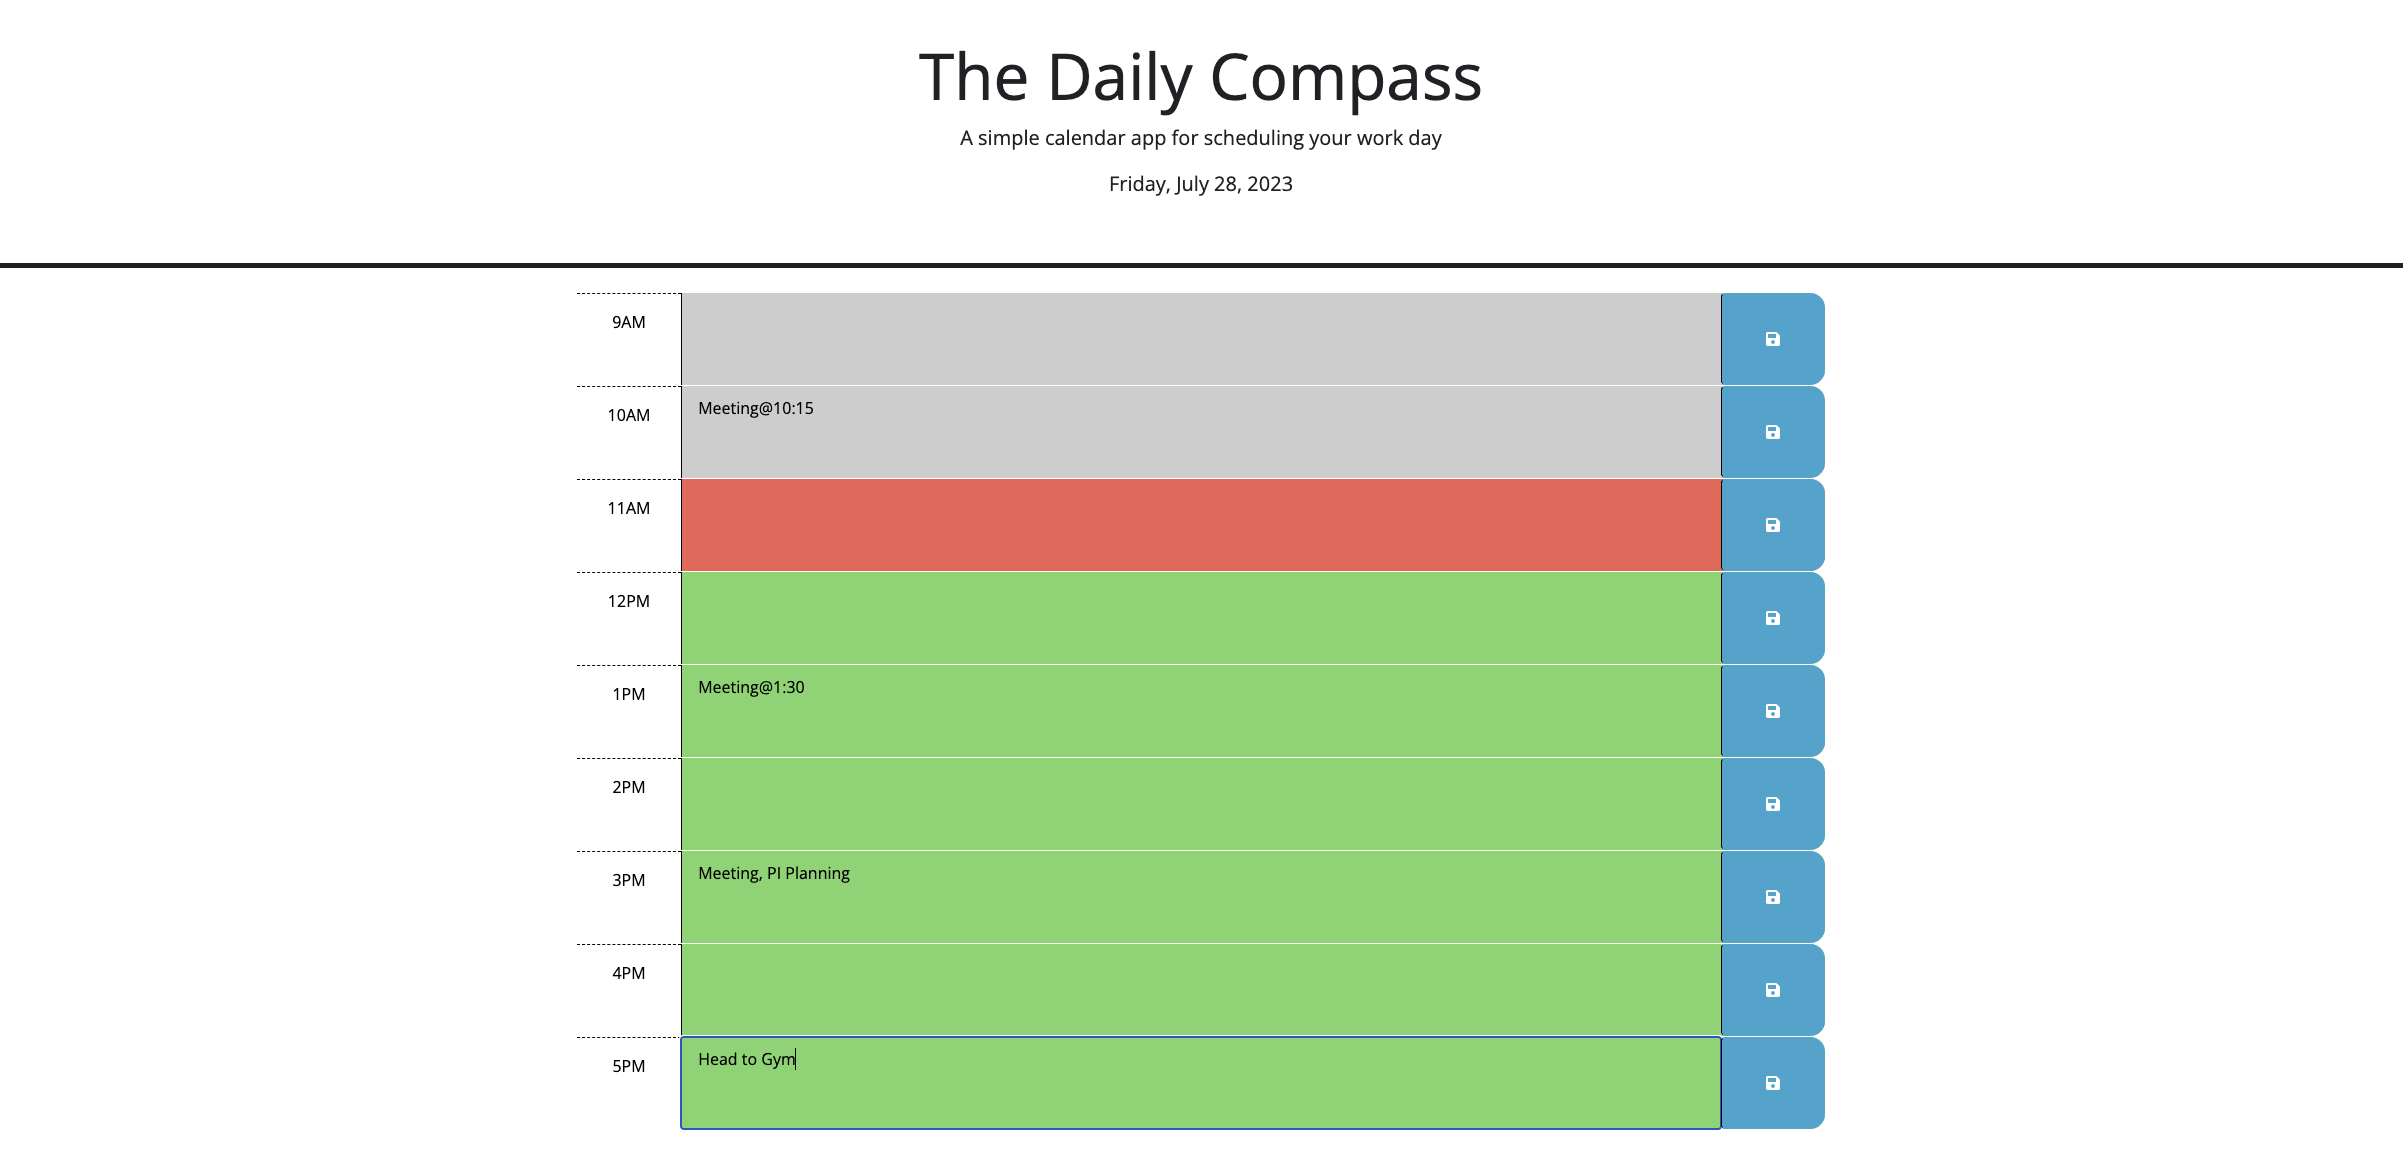 The Daily Compass
A simple calendar app for scheduling your work day
Friday, July 28, 2023
9AM
10AM
Meeting@10:15
11AM
12PM
1PM
Meeting@1:30
2PM
3PM
Meeting, PI Planning
4PM
5PM
Head to Gym